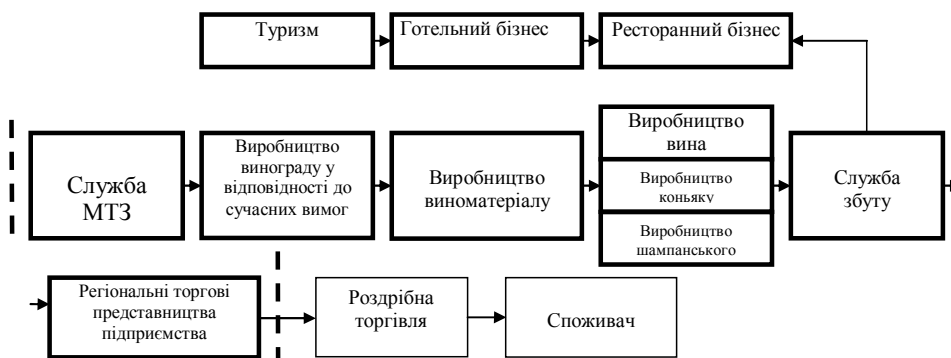 Туризм
Готельний бізнес
Ресторанний бізнес
Служба
МТЗ
Виробництво
винограду у
відповідності до
сучасних вимог
Виробництво
виноматеріалу
Виробництво
вина
Виробництво
коньяку
Виробництво
шампанського
Служба
збуту
Регіональні торгові
представництва
підприємства
Роздрібна
торгівля
Споживач